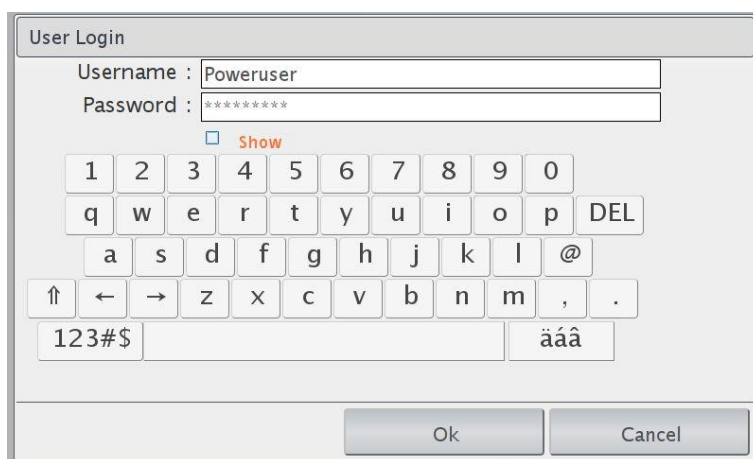 User Login
Username : Poweruser
Password : *********
Show
1 2 3 4 5 6 7 8 9 0
q w e r t y u i o p DEL
a s d f g h j k l @
⇑ ← → z x c v b n m , .
123#$ äáâ
Ok Cancel